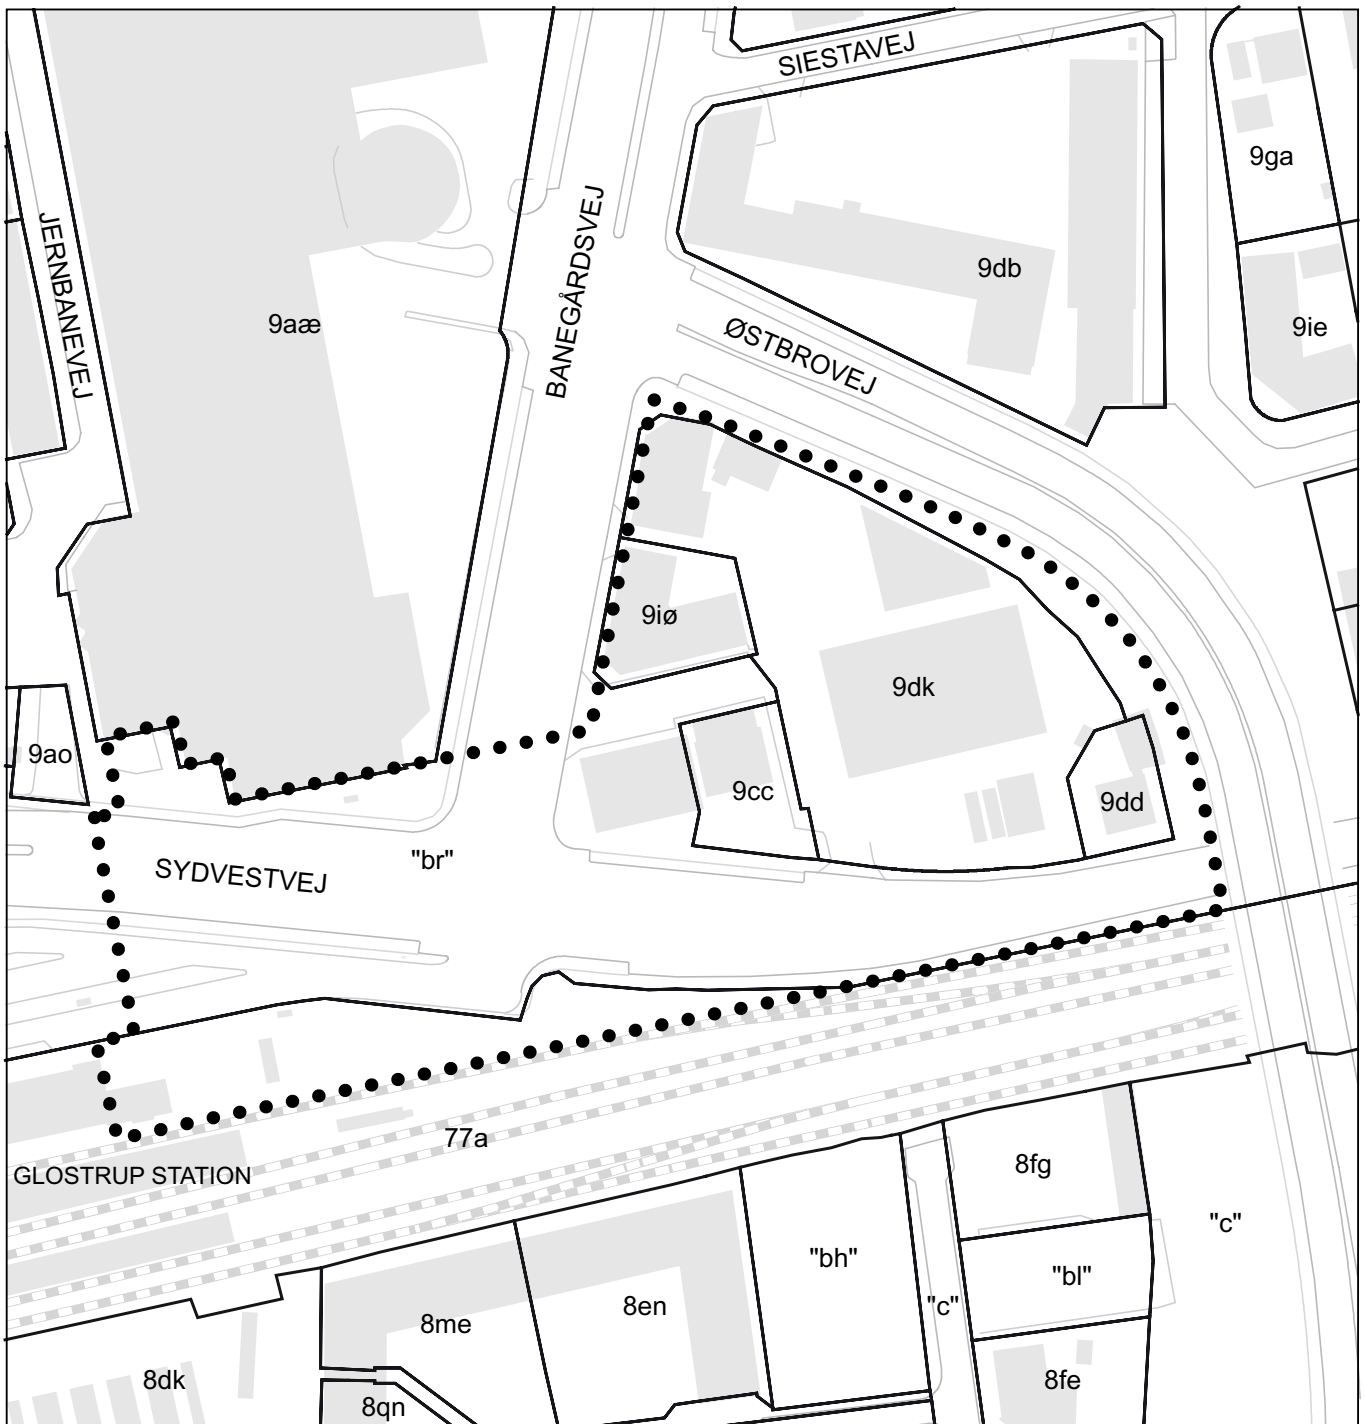 SIESTAVEJ
9ga
JERNBANEVEJ
BANEGÅRDSVEJ
9db
9aæ
ØSTBROVEJ
9ie
9iø
9dk
9ao
9cc
9dd
SYDVESTVEJ
"br"
77a
GLOSTRUP STATION
8fg
"c"
"bh"
"bl"
8en
"c"
8me
8dk
8fe
8qn